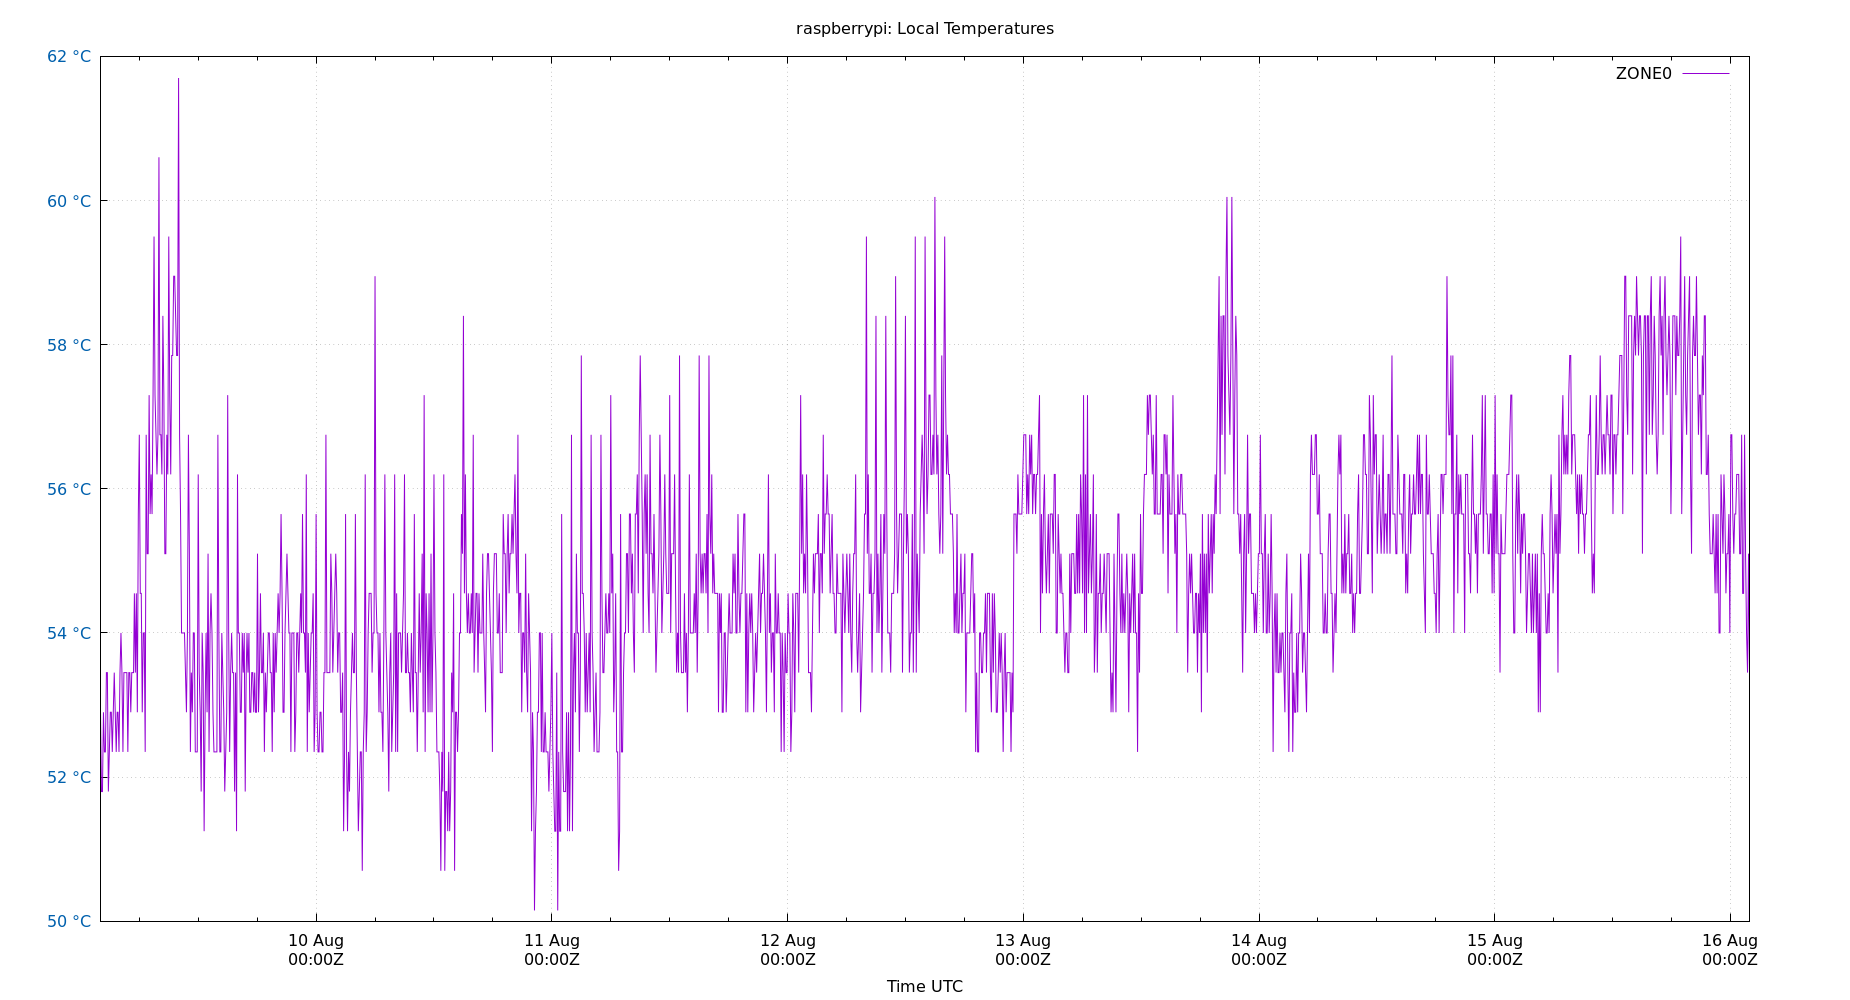 raspberrypi: Local Temperatures
62 °C
ZONE0
60 °C
58 °C
56 °C
54 °C
52 °C
50 °C
10 Aug 11 Aug 12 Aug 13 Aug 14 Aug 15 Aug 16 Aug
00:00Z 00:00Z 00:00Z 00:00Z 00:00Z 00:00Z 00:00Z
Time UTC